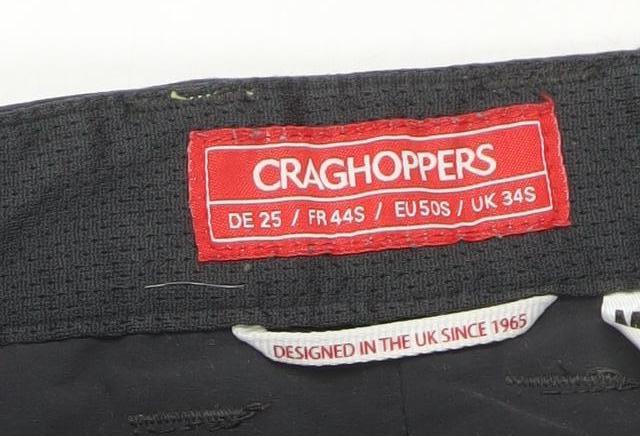 CRAGHOPPERS
DE 25 / FR 44S / EU 50S / UK 34S
DESIGNED IN THE UK SINCE 1965